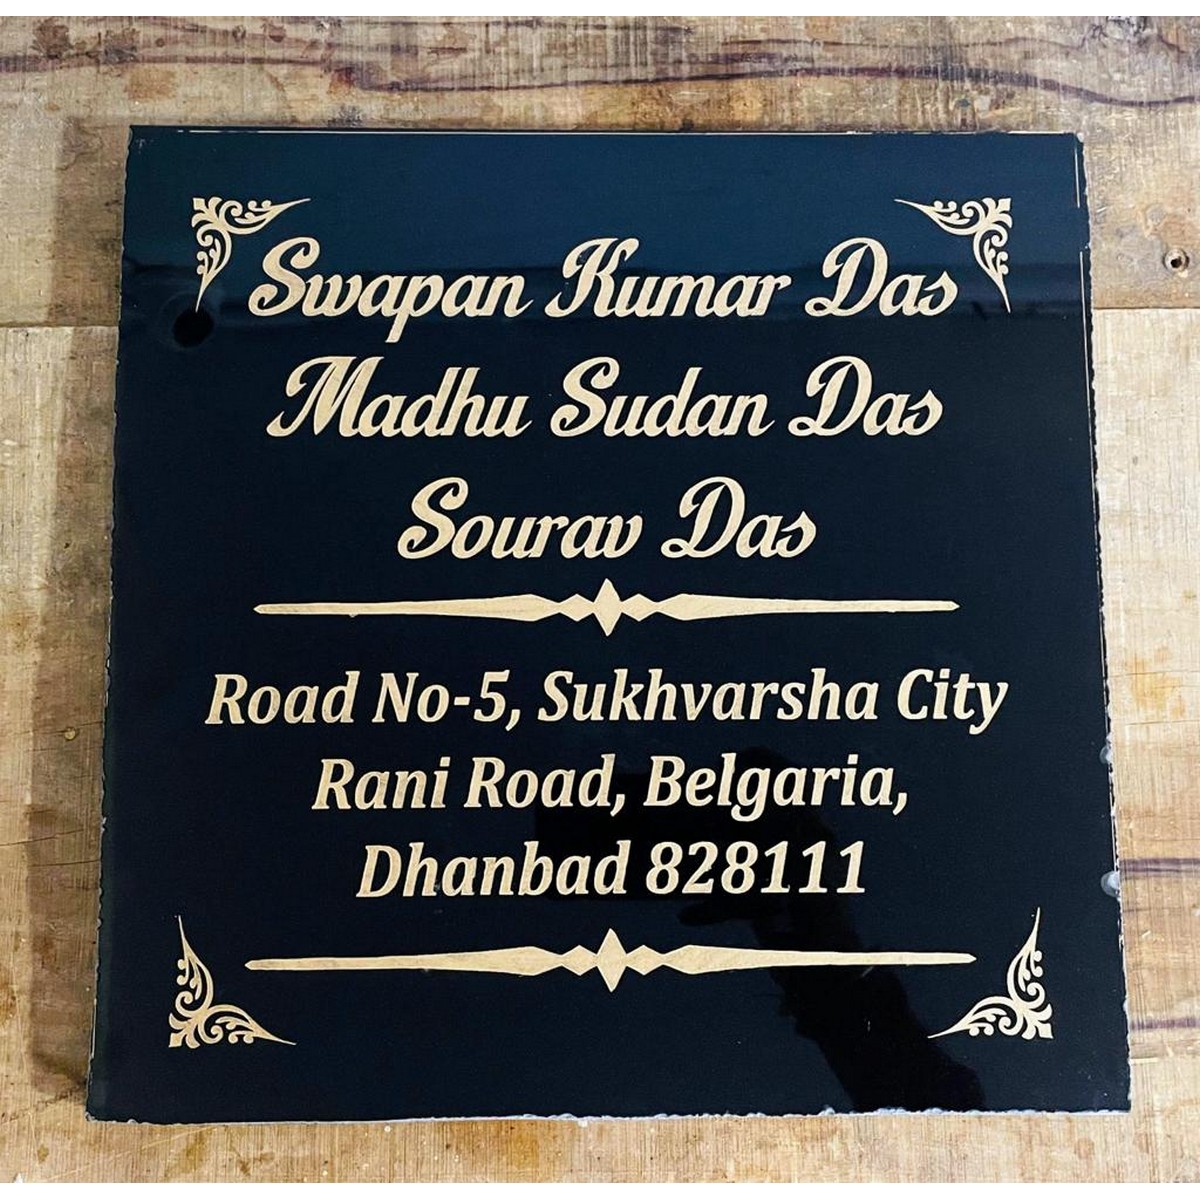 Swapan Kumar Das
Madhu Sudan Das
Sourav Das
Road No-5, Sukhvarsha City
Rani Road, Belgaria,
Dhanbad 828111